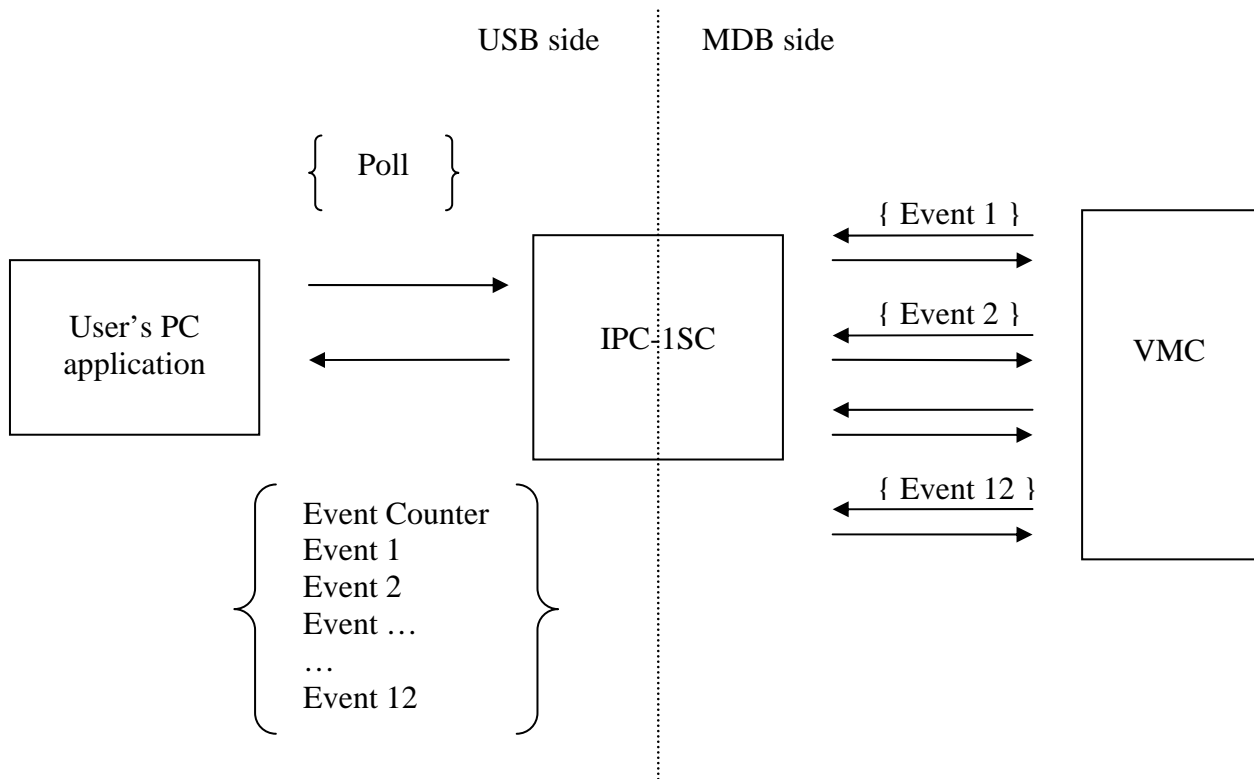 USB side
MDB side
{ Poll }
{ Event 1 }
User’s PC
application
IPC-1SC
{ Event 2 }
VMC
{ Event 12 }
Event Counter
Event 1
Event 2
Event …
…
Event 12